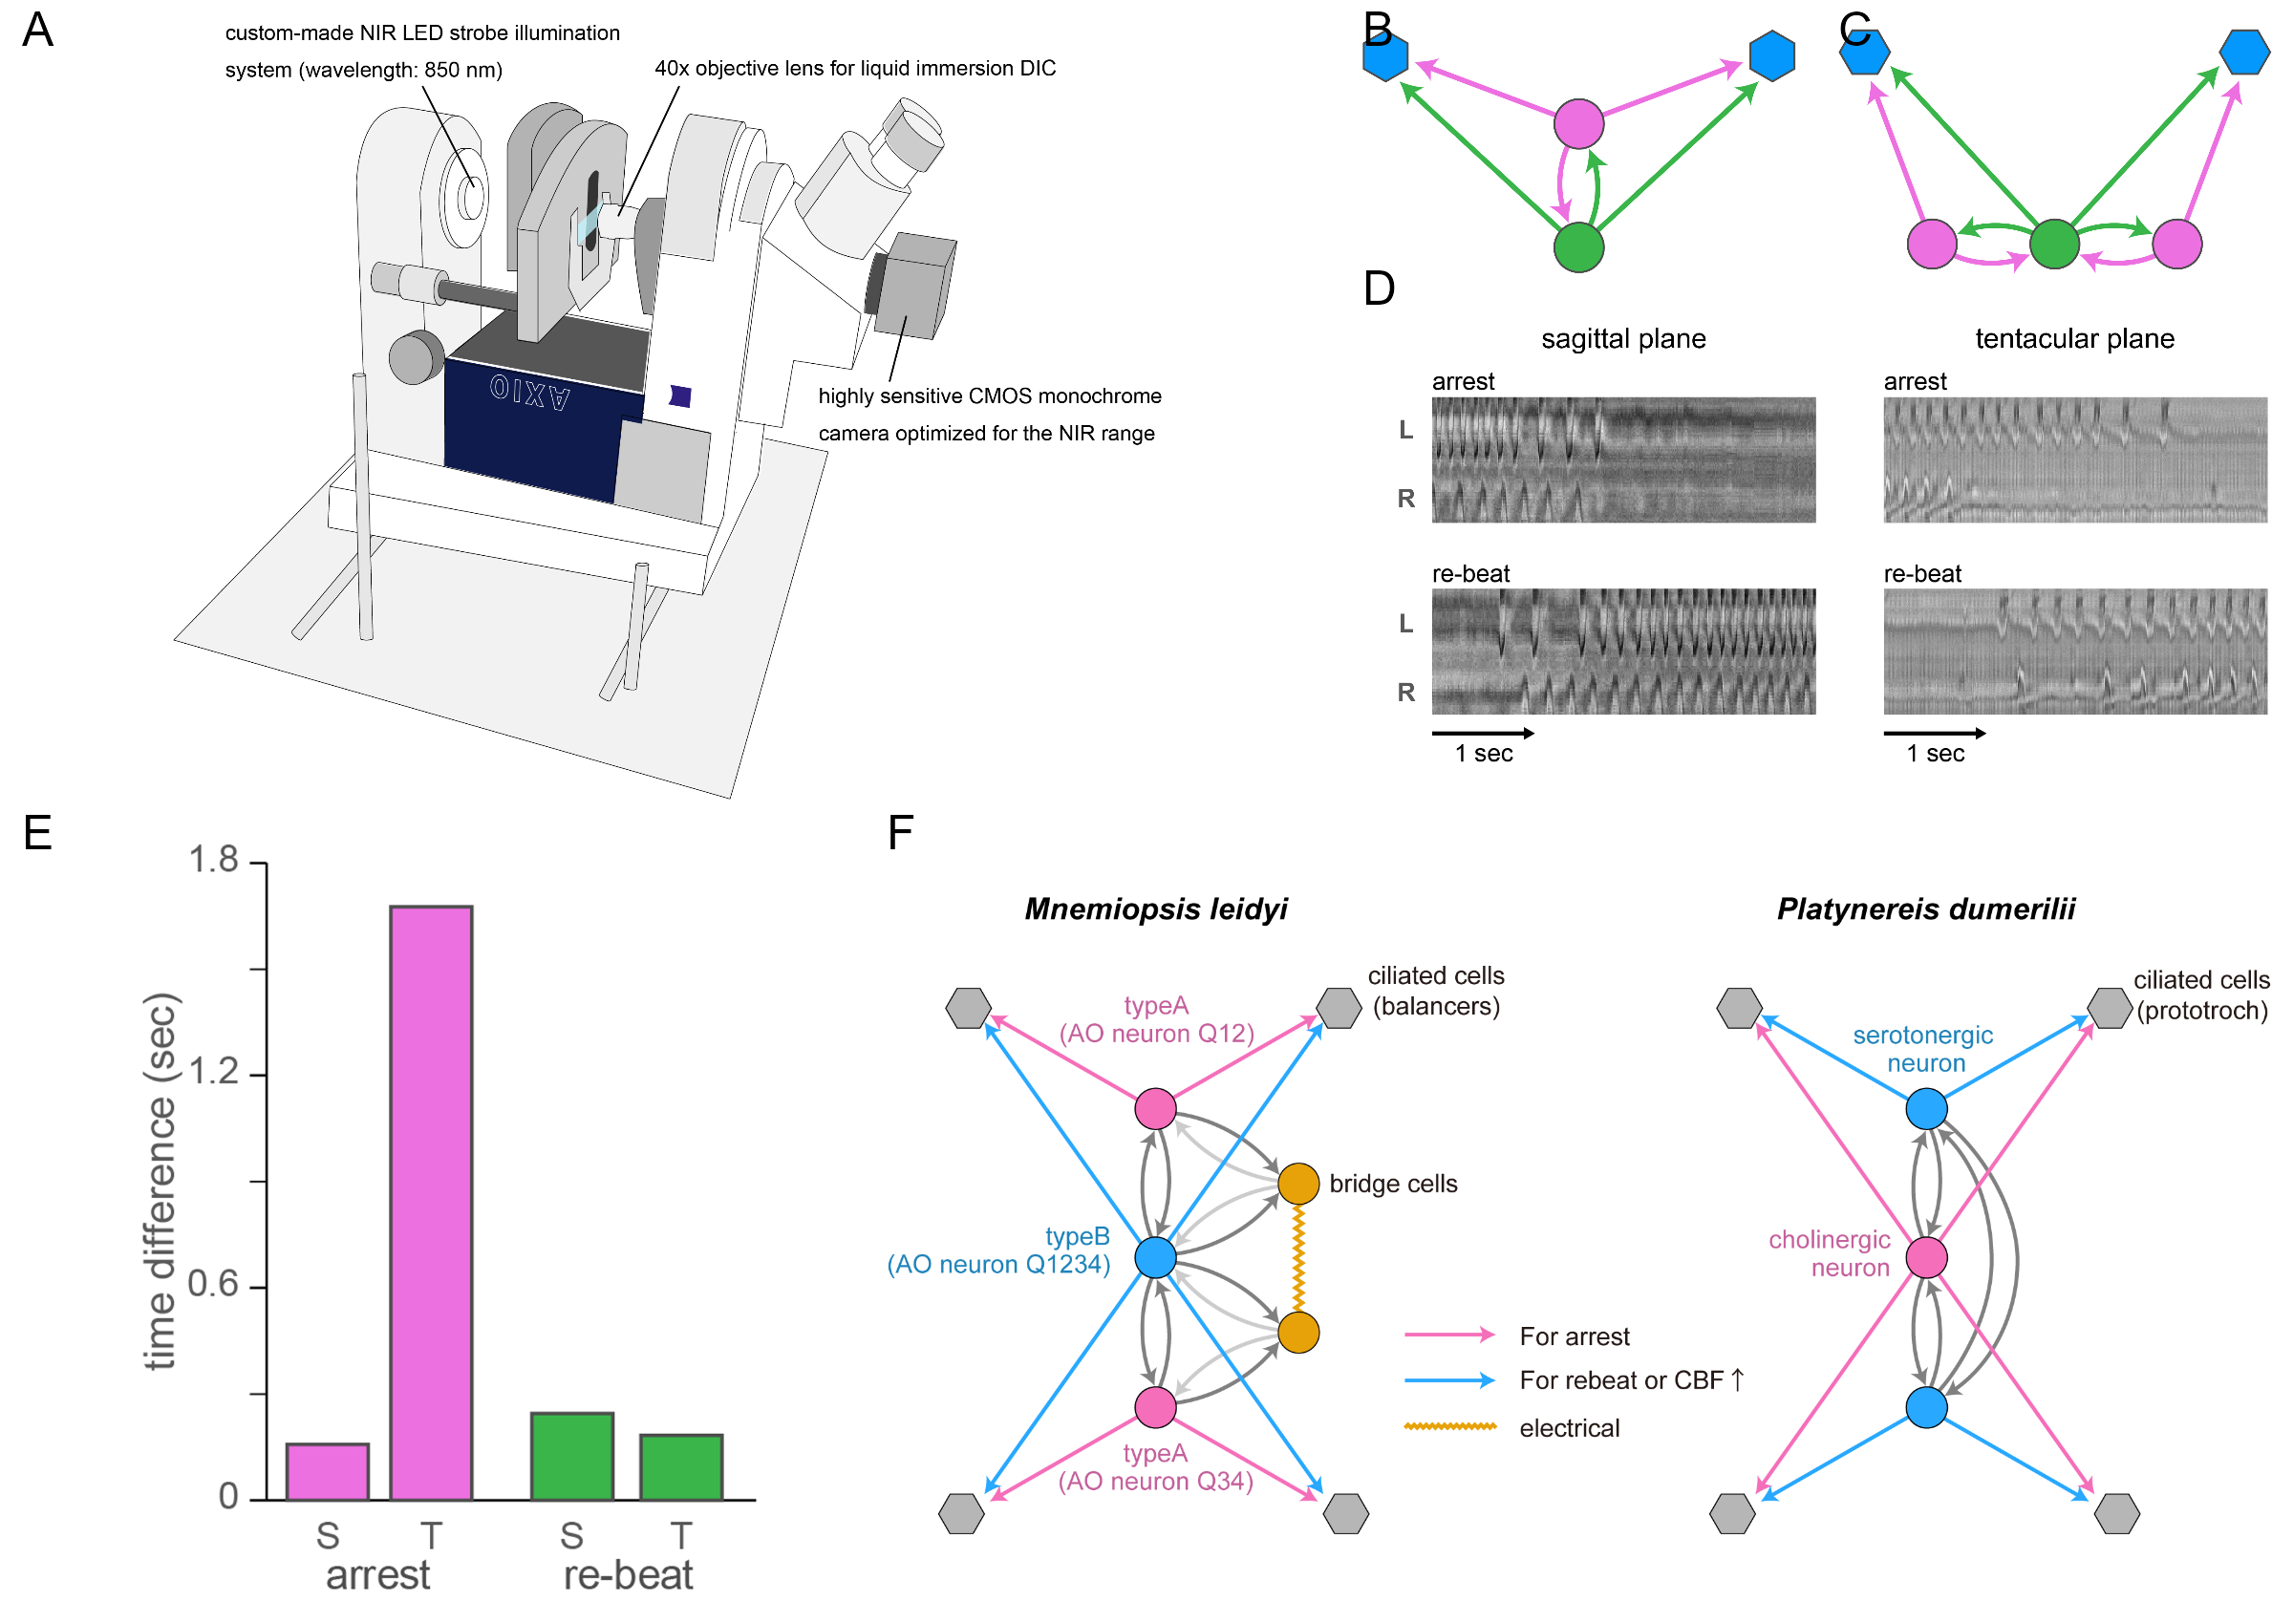 A
custom-made NIR LED strobe illumination
system (wavelength: 850 nm)
40x objective lens for liquid immersion DIC
AXIO
highly sensitive CMOS monochrome
camera optimized for the NIR range
B
C
D
sagittal plane
tentacular plane
arrest
arrest
L
R
re-beat
re-beat
L
R
1 sec
1 sec
E
1.8
1.2
0.6
0
time difference (sec)
S
T
S
T
arrest
re-beat
F
Mnemiopsis leidyi
Platynereis dumerilii
typeA
(AO neuron Q12)
ciliated cells
(balancers)
bridge cells
typeB
(AO neuron Q1234)
typeA
(AO neuron Q34)
For arrest
For rebeat or CBF ↑
electrical
ciliated cells
(prototroch)
serotonergic
neuron
cholinergic
neuron